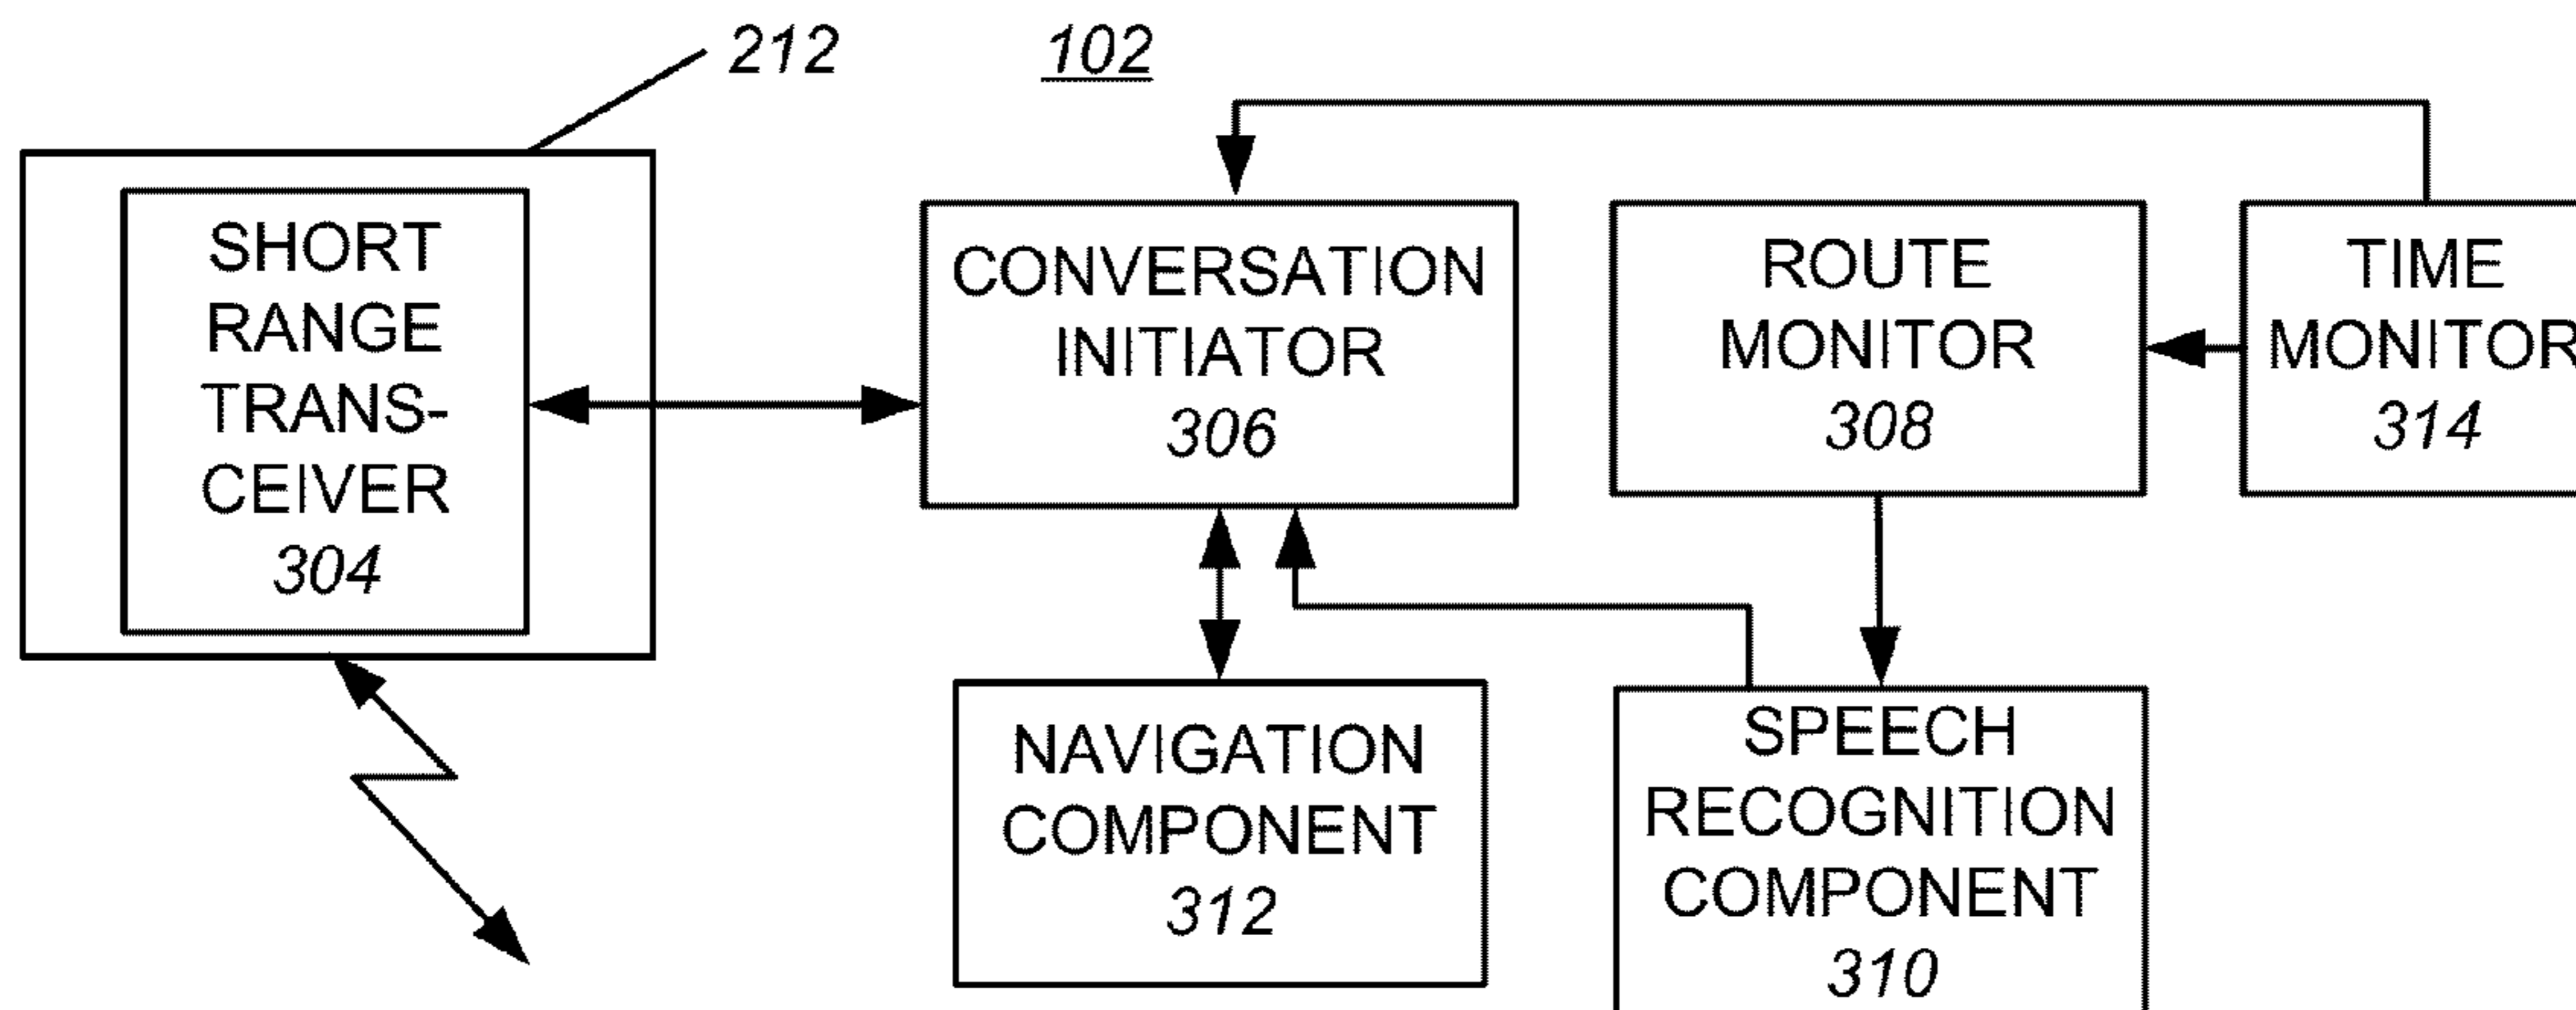 212
102
SHORT
RANGE
TRANS-
CEIVER
304
CONVERSATION
INITIATOR
306
ROUTE
MONITOR
308
TIME
MONITOR
314
NAVIGATION
COMPONENT
312
SPEECH
RECOGNITION
COMPONENT
310